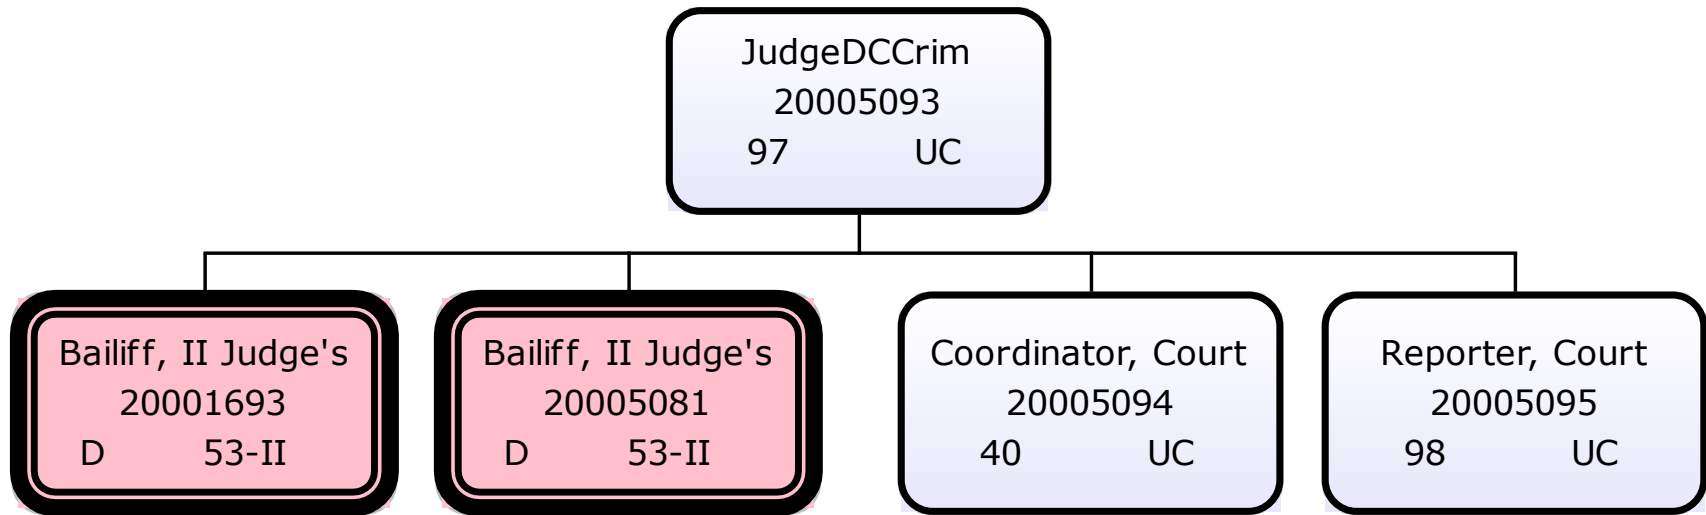 JudgeDCCrim
20005093
97 UC
Bailiff, II Judge's
20001693
D 53-II
Bailiff, II Judge's
20005081
D 53-II
Coordinator, Court
20005094
40 UC
Reporter, Court
20005095
98 UC